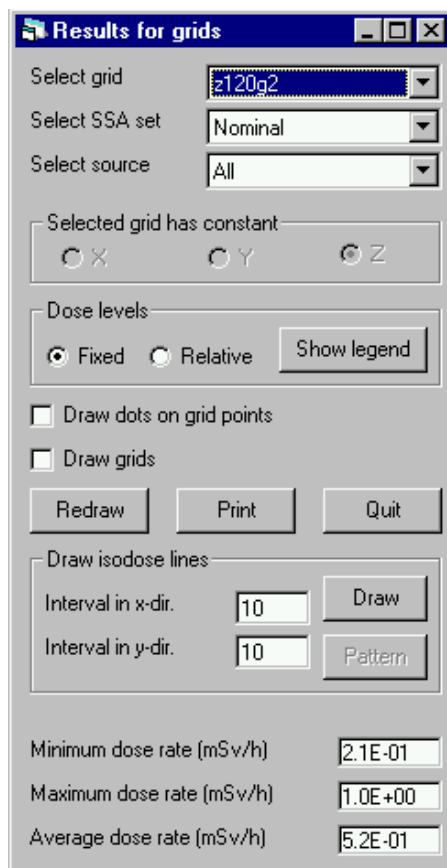 Results for grids
Select grid z120g2
Select SSA set Nominal
Select source All
Selected grid has constant
X Y Z
Dose levels
Fixed Relative Show legend
Draw dots on grid points
Draw grids
Redraw Print Quit
Draw isodose lines
Interval in x-dir. 10 Draw
Interval in y-dir. 10 Pattern
Minimum dose rate (mSv/h) 2.1E-01
Maximum dose rate (mSv/h) 1.0E+00
Average dose rate (mSv/h) 5.2E-01